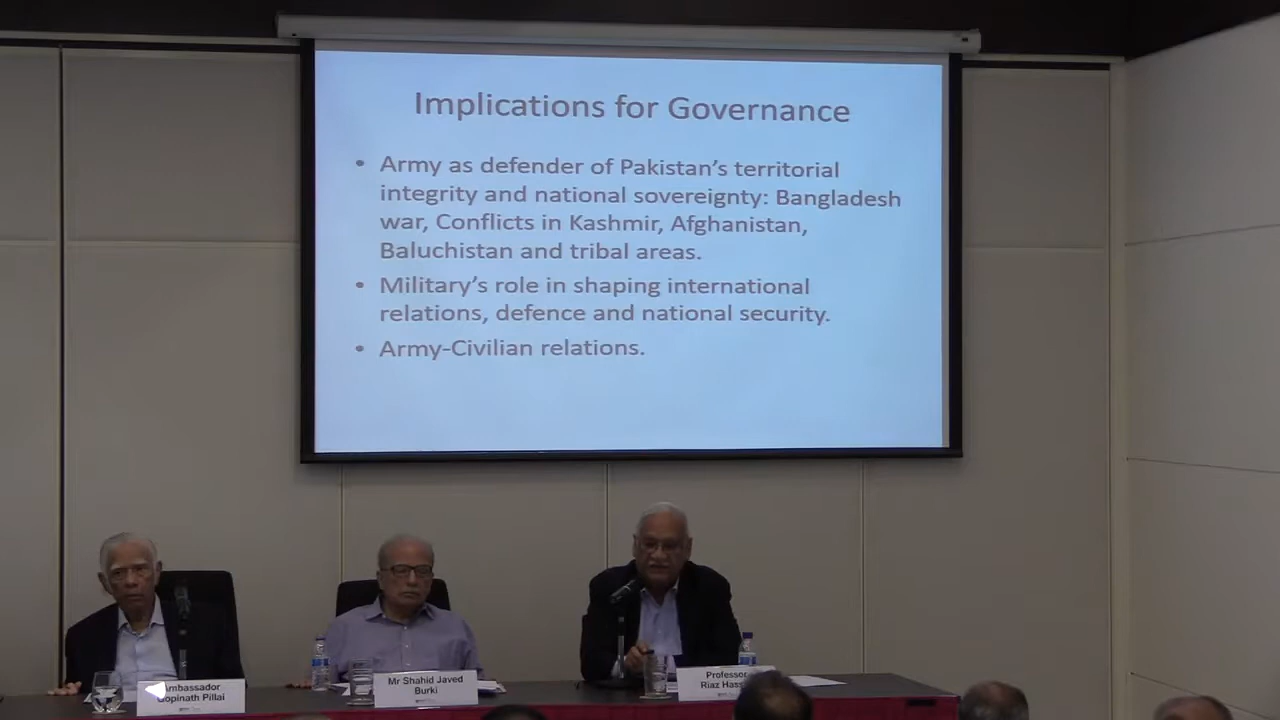 Implications for Governance
• Army as defender of Pakistan's territorial
integrity and national sovereignty: Bangladesh
war, Conflicts in Kashmir, Afghanistan,
Baluchistan and tribal areas.
• Military's role in shaping international
relations, defence and national security.
• Army-Civilian relations.
Ambassador
Gopinath Pillai
Mr Shahid Javed
Burki
Professor
Riaz